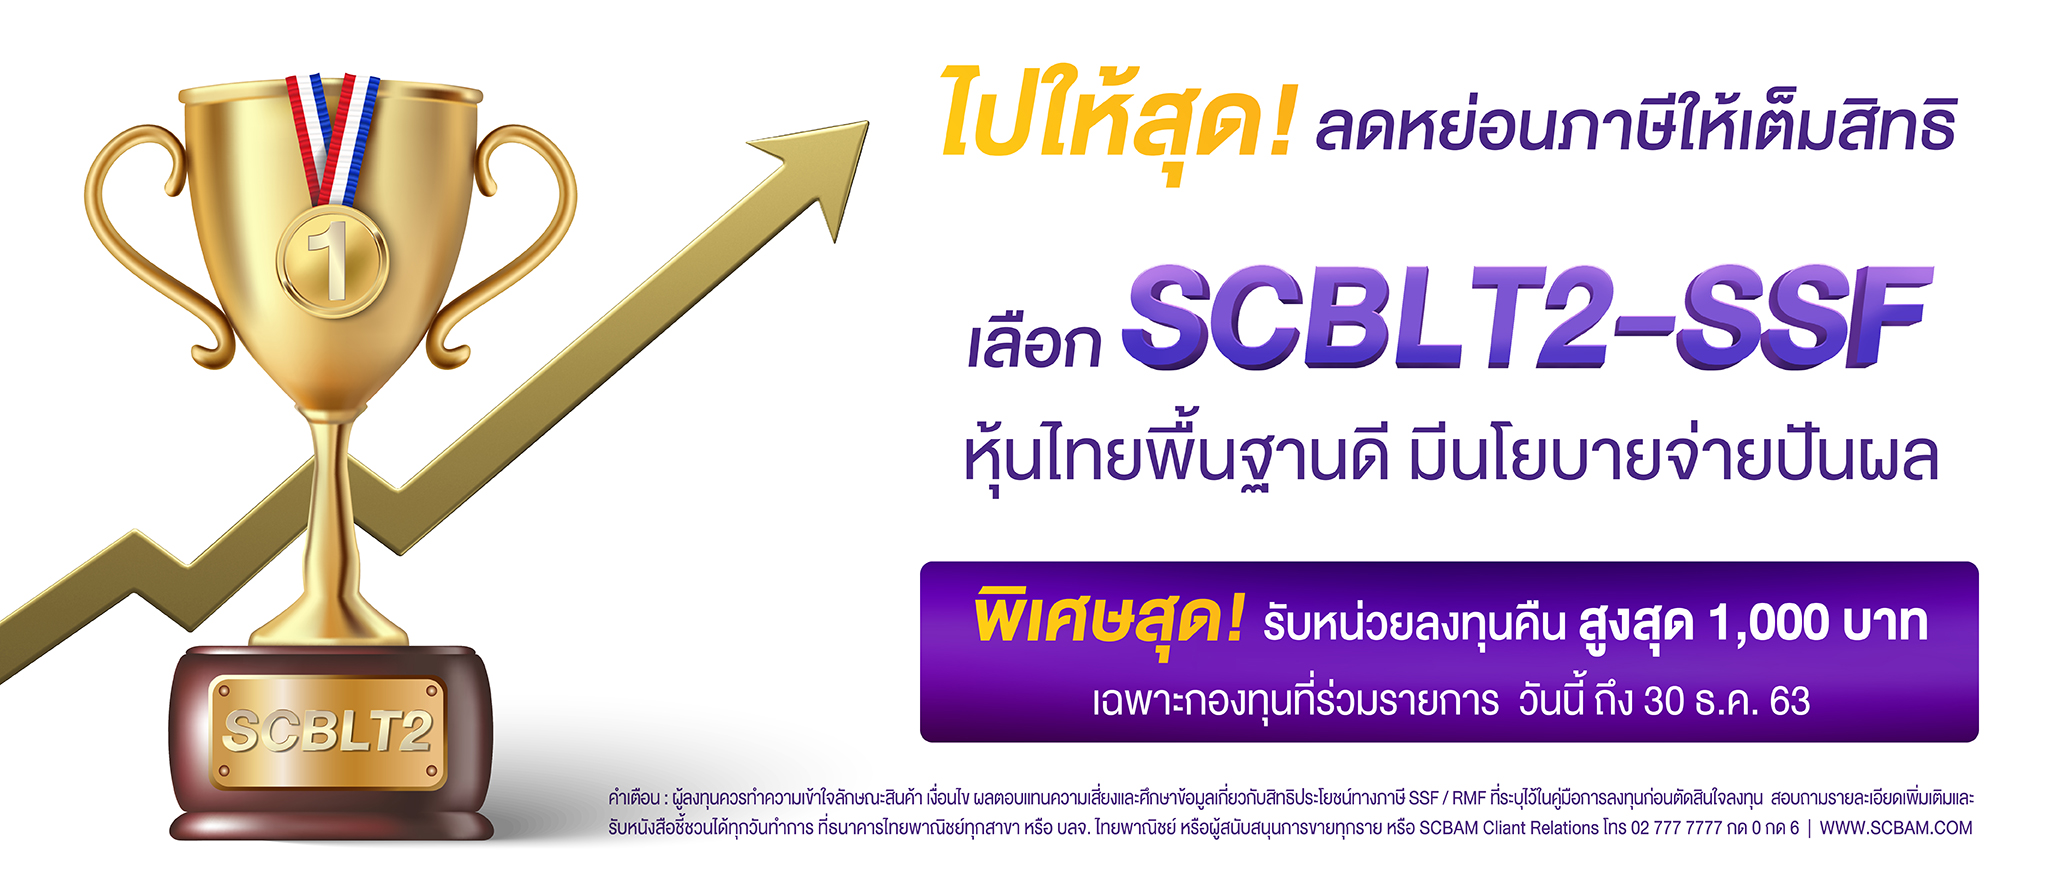 1
SCBLT2
ไปให้สุด! ลดหย่อนภาษีให้เต็มสิทธิ
เลือก SCBLT2-SSF
หุ้นไทยพื้นฐานดี มีนโยบายจ่ายปันผล
พิเศษสุด! รับหน่วยลงทุนคืน สูงสุด 1,000 บาท
เฉพาะกองทุนที่ร่วมรายการ วันนี้ ถึง 30 ธ.ค. 63
คำเตือน : ผู้ลงทุนควรทำความเข้าใจลักษณะสินค้า เงื่อนไข ผลตอบแทนความเสี่ยงและศึกษาข้อมูลเกี่ยวกับสิทธิประโยชน์ทางภาษี SSF / RMF ที่ระบุไว้ในคู่มือการลงทุนก่อนตัดสินใจลงทุน สอบถามรายละเอียดเพิ่มเติมและ
รับหนังสือชี้ชวนได้ทุกวันทำการ ที่ธนาคารไทยพาณิชย์ทุกสาขา หรือ บลจ. ไทยพาณิชย์ หรือผู้สนับสนุนการขายทุกราย หรือ SCBAM Cliant Relations โทร 02 777 7777 กด 0 กด 6 | WWW.SCBAM.COM